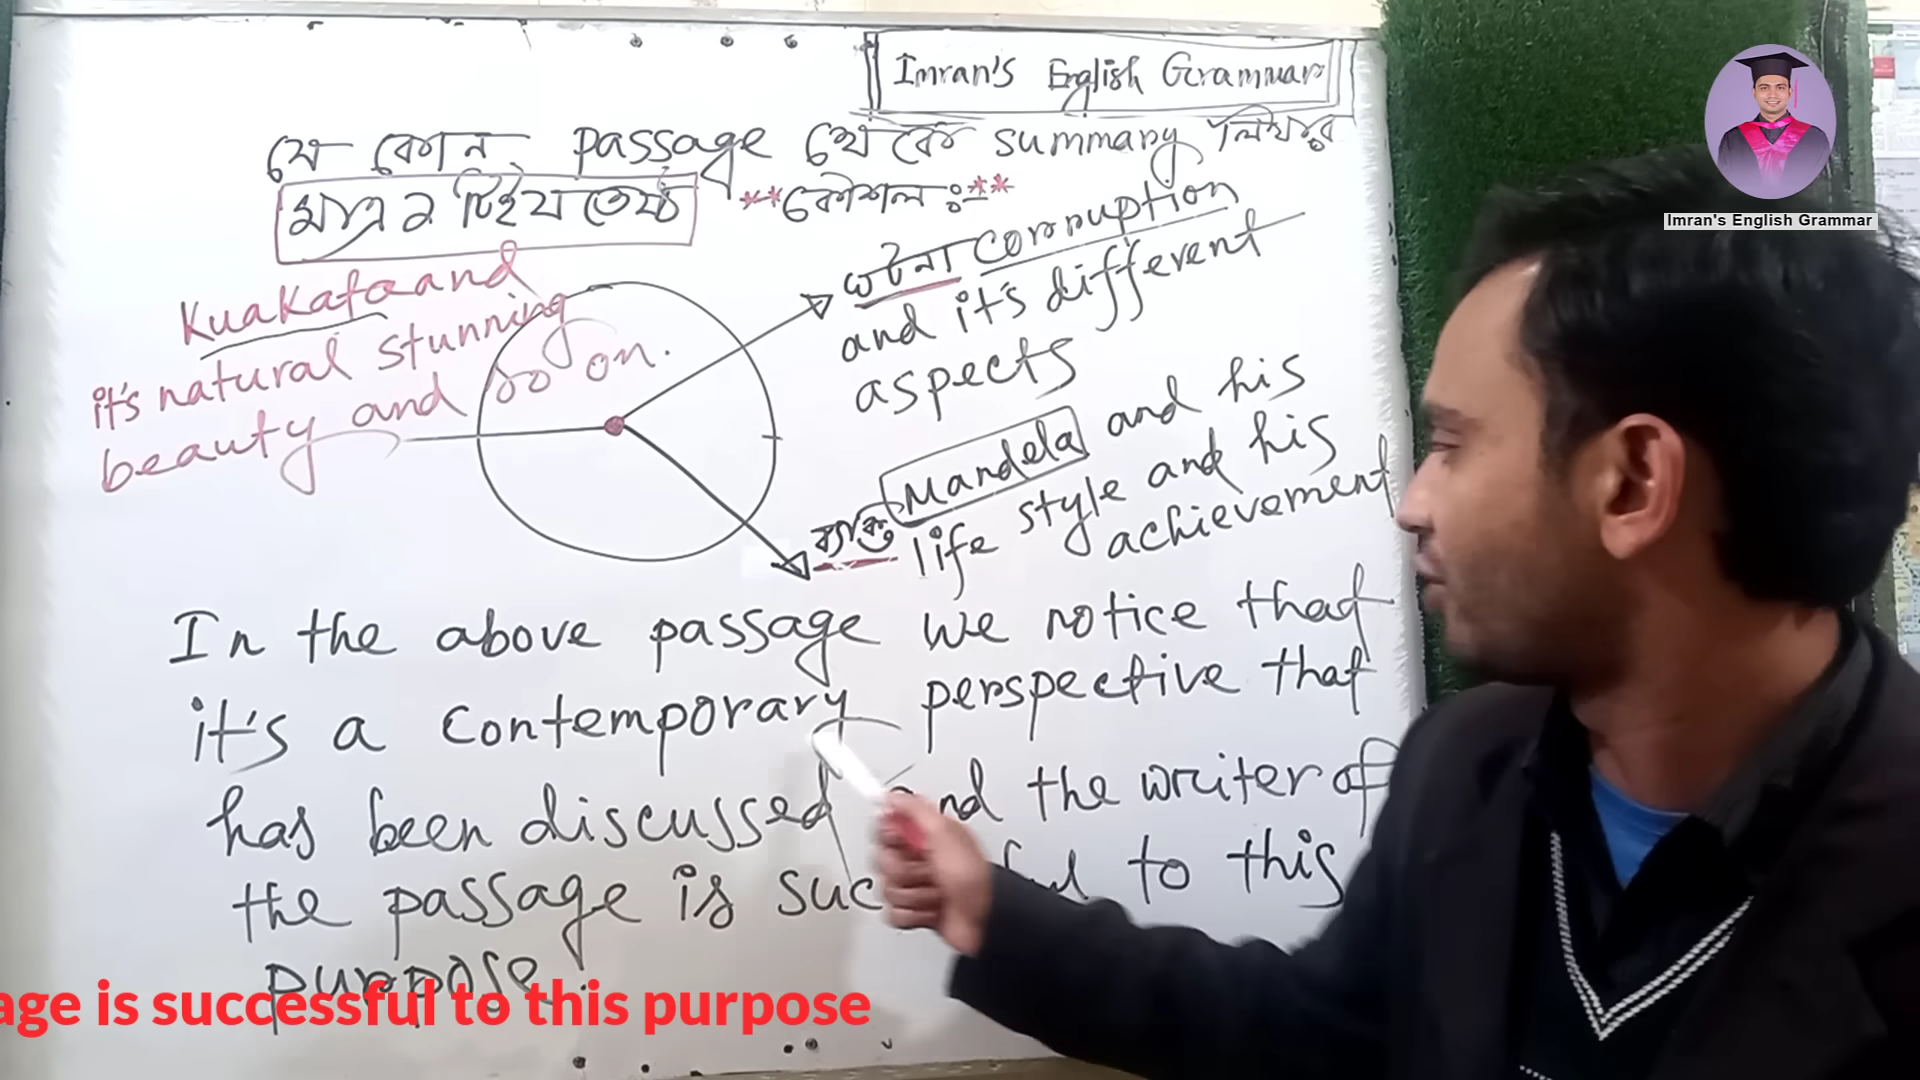 Imran's English Grammar
যে কোন passage থেকে summary লিখার
মাত্র ২ টিই যথেষ্ঠ **কৌশল ঃ**
Kuakata and
it's natural stunning
beauty and so on.
ঘটনা corruption
and it's different
aspects
ব্যক্তি Mandela and his
life style and his
achievement
In the above passage we notice that
it's a contemporary perspective that
has been discussed and the writer of
the passage is to this
purpose.
age is successful to this purpose
Imran's English Grammar